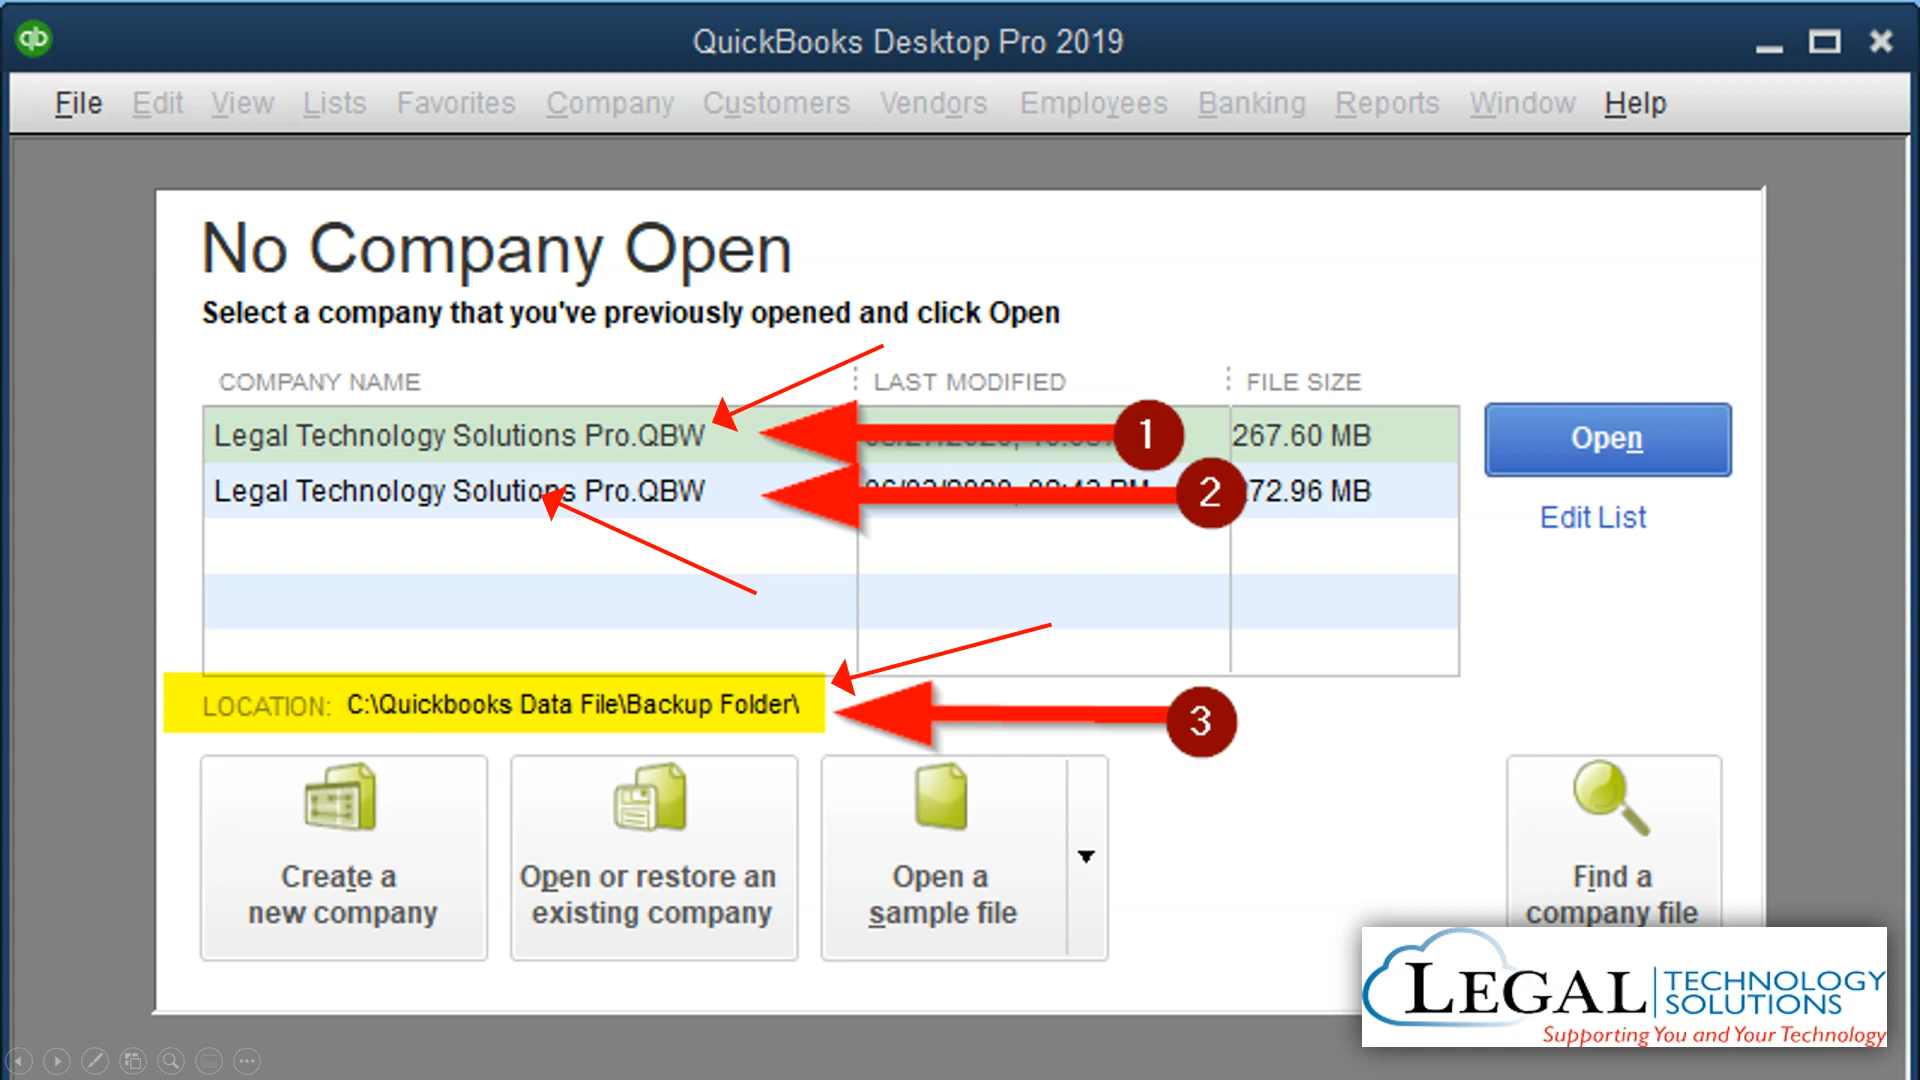 qb
QuickBooks Desktop Pro 2019
File Edit View Lists Favorites Company Customers Vendors Employees Banking Reports Window Help
No Company Open
Select a company that you've previously opened and click Open
COMPANY NAME LAST MODIFIED FILE SIZE
Legal Technology Solutions Pro.QBW 1 267.60 MB
Open
Legal Technology Solutions Pro.QBW PM 2 72.96 MB
Edit List
LOCATION: C:\Quickbooks Data File\Backup Folder\
3
Create a
new company
Open or restore an
existing company
Open a
sample file
Find a
company file
LEGAL TECHNOLOGY
SOLUTIONS
Supporting You and Your Technology